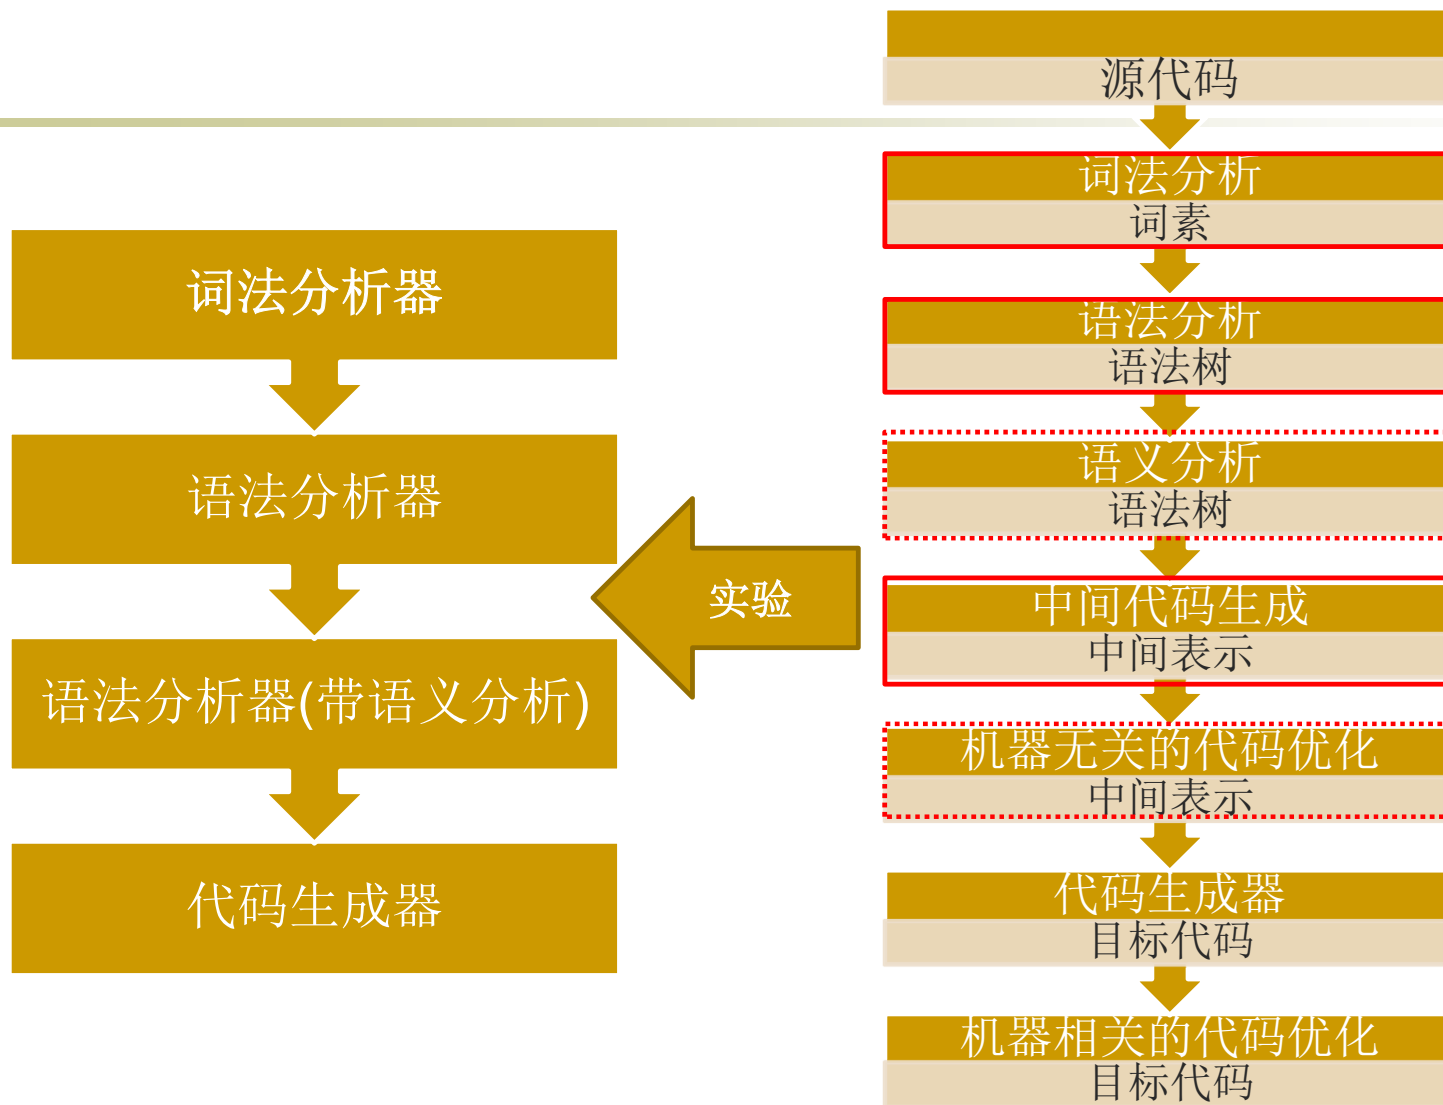 词法分析器
语法分析器
语法分析器(带语义分析)
代码生成器
实验
源代码
词法分析
词素
语法分析
语法树
语义分析
语法树
中间代码生成
中间表示
机器无关的代码优化
中间表示
代码生成器
目标代码
机器相关的代码优化
目标代码